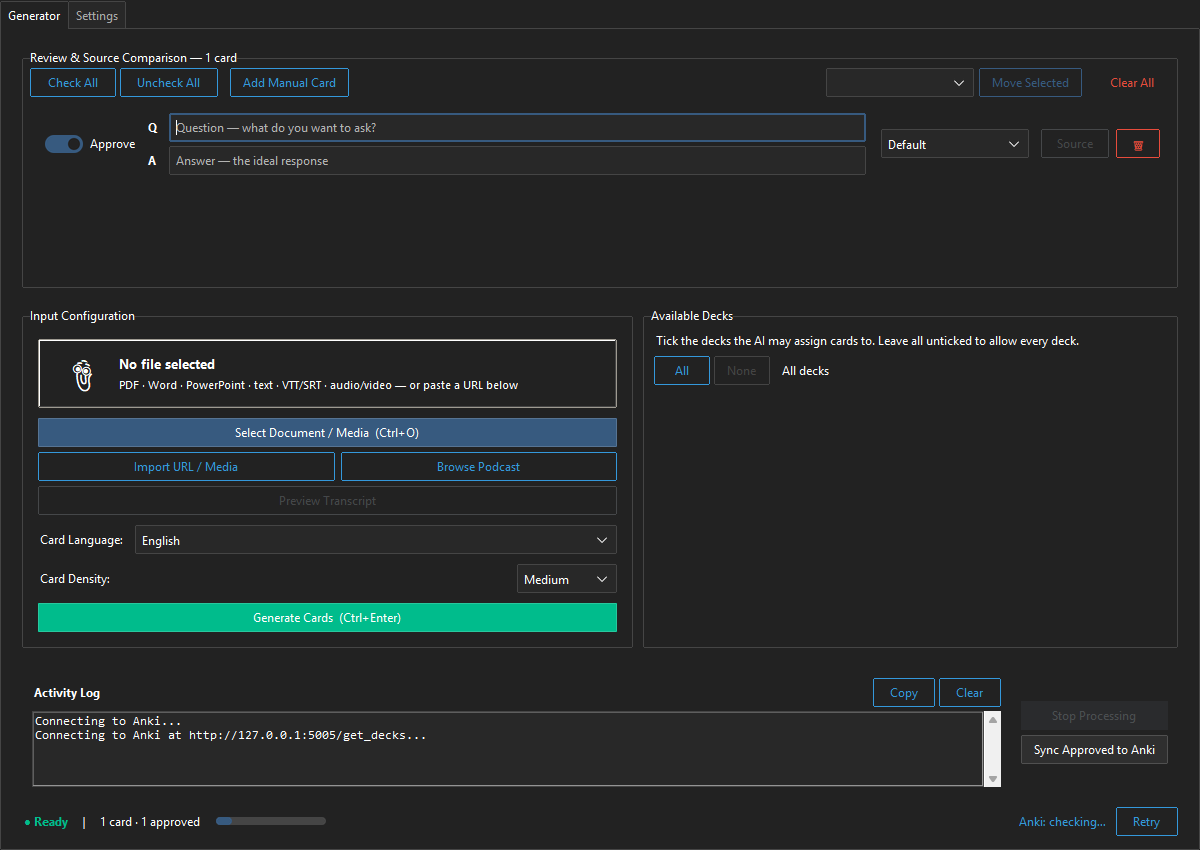 Generator Settings
Review & Source Comparison — 1 card
Check All Uncheck All Add Manual Card Move Selected Clear All
Q Question — what do you want to ask?
Approve Default Source
A Answer — the ideal response
Input Configuration
No file selected
PDF · Word · PowerPoint · text · VTT/SRT · audio/video — or paste a URL below
Select Document / Media (Ctrl+O)
Import URL / Media Browse Podcast
Preview Transcript
Card Language: English
Card Density: Medium
Generate Cards (Ctrl+Enter)
Available Decks
Tick the decks the AI may assign cards to. Leave all unticked to allow every deck.
All None All decks
Activity Log Copy Clear
Connecting to Anki...
Connecting to Anki at http://127.0.0.1:5005/get_decks...
Stop Processing
Sync Approved to Anki
• Ready | 1 card · 1 approved Anki: checking... Retry